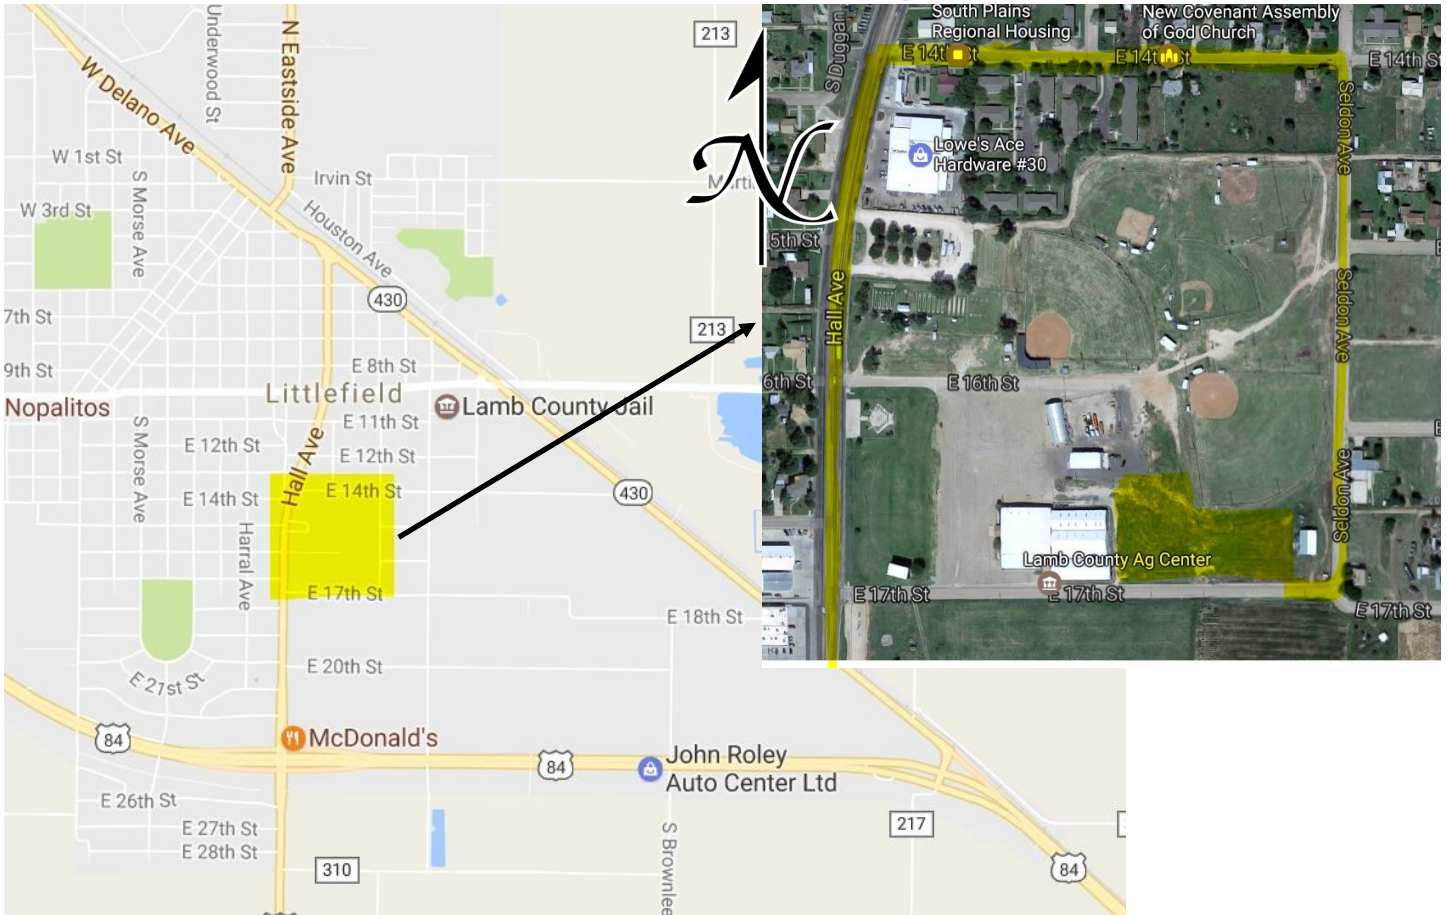 Underwood St
N Eastside Ave
213
W Delano Ave
W 1st St
S Morse Ave
Irvin St
W 3rd St
Houston Ave
430
7th St
213
9th St
E 8th St
Littlefield
Nopalitos
Lamb County Jail
E 11th St
S Morse Ave
E 12th St
Hall Ave
E 12th St
E 14th St
E 14th St
430
Harral Ave
E 17th St
E 18th St
E 20th St
E 21st St
84
McDonald's
84
John Roley
Auto Center Ltd
E 26th St
E 27th St
E 28th St
217
S Brownlee
310
84
N
South Plains
Regional Housing
New Covenant Assembly
of God Church
S Duggan
E 14th St
E 14th St
E 14th St
Seldon Ave
Lowe's Ace
Hardware #30
5th St
Hall Ave
Seldon Ave
6th St
E 16th St
Seldon Ave
Lamb County Ag Center
E 17th St
E 17th St
E 17th St